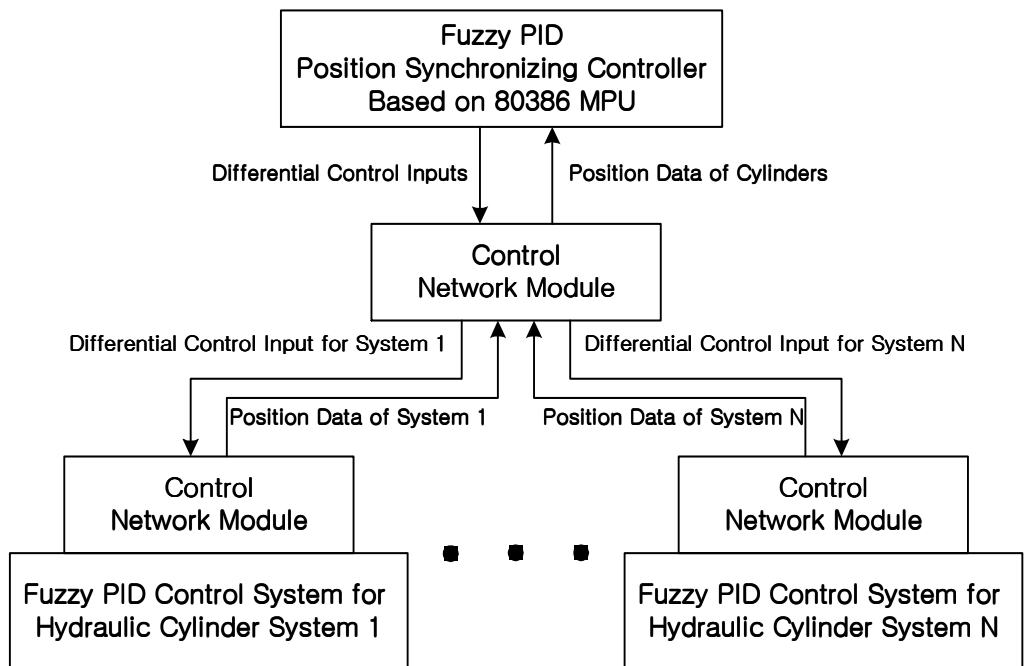 Fuzzy PID
Position Synchronizing Controller
Based on 80386 MPU
Differential Control Inputs
Position Data of Cylinders
Control
Network Module
Differential Control Input for System 1
Differential Control Input for System N
Position Data of System 1
Position Data of System N
Control
Network Module
Control
Network Module
Fuzzy PID Control System for
Hydraulic Cylinder System 1
Fuzzy PID Control System for
Hydraulic Cylinder System N